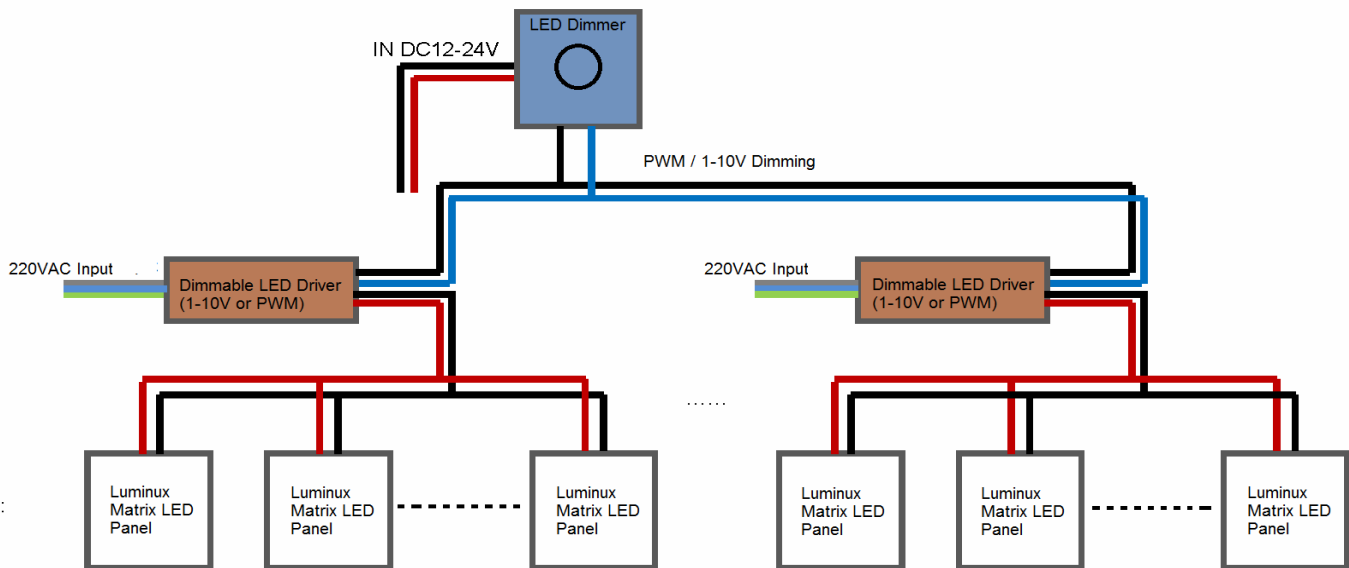 LED Dimmer
IN DC12-24V
PWM / 1-10V Dimming
220VAC Input
Dimmable LED Driver
(1-10V or PWM)
220VAC Input
Dimmable LED Driver
(1-10V or PWM)
......
Luminux
Matrix LED
Panel
Luminux
Matrix LED
Panel
Luminux
Matrix LED
Panel
Luminux
Matrix LED
Panel
Luminux
Matrix LED
Panel
Luminux
Matrix LED
Panel
: